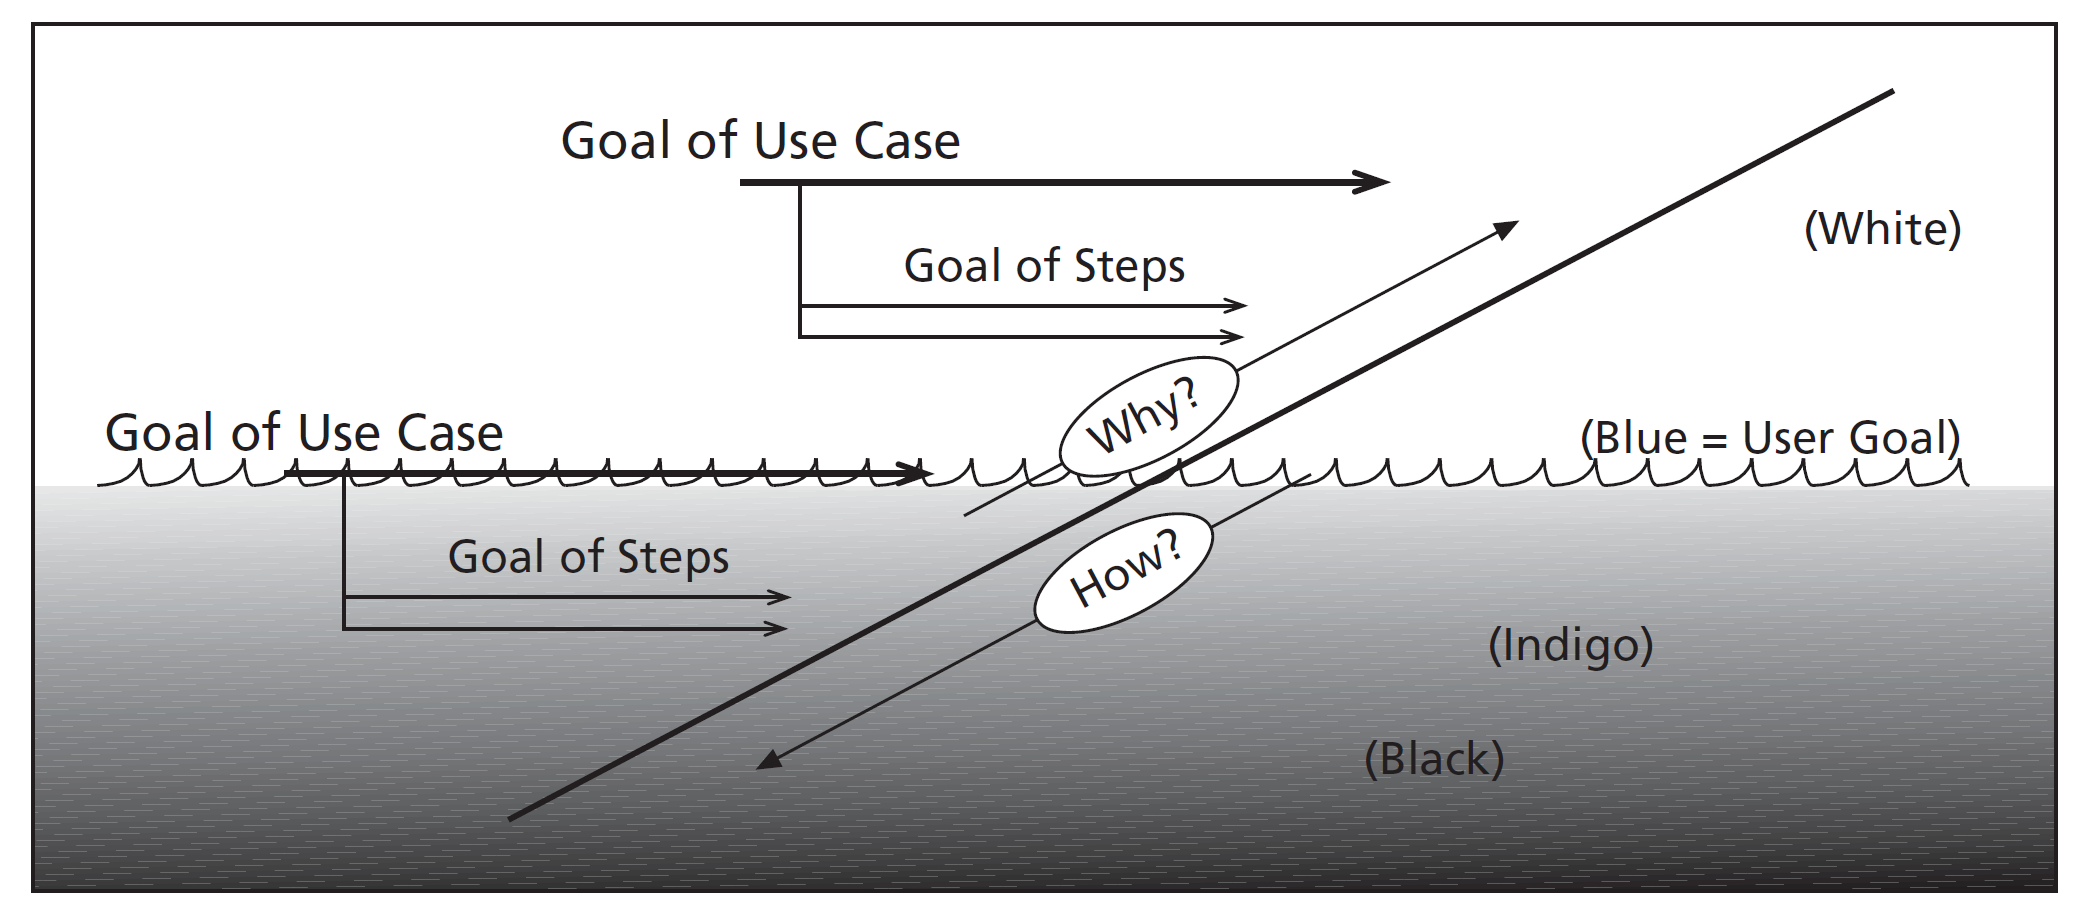 Goal of Use Case
(White)
Goal of Steps
Why?
Goal of Use Case
(Blue = User Goal)
How?
Goal of Steps
(Indigo)
(Black)